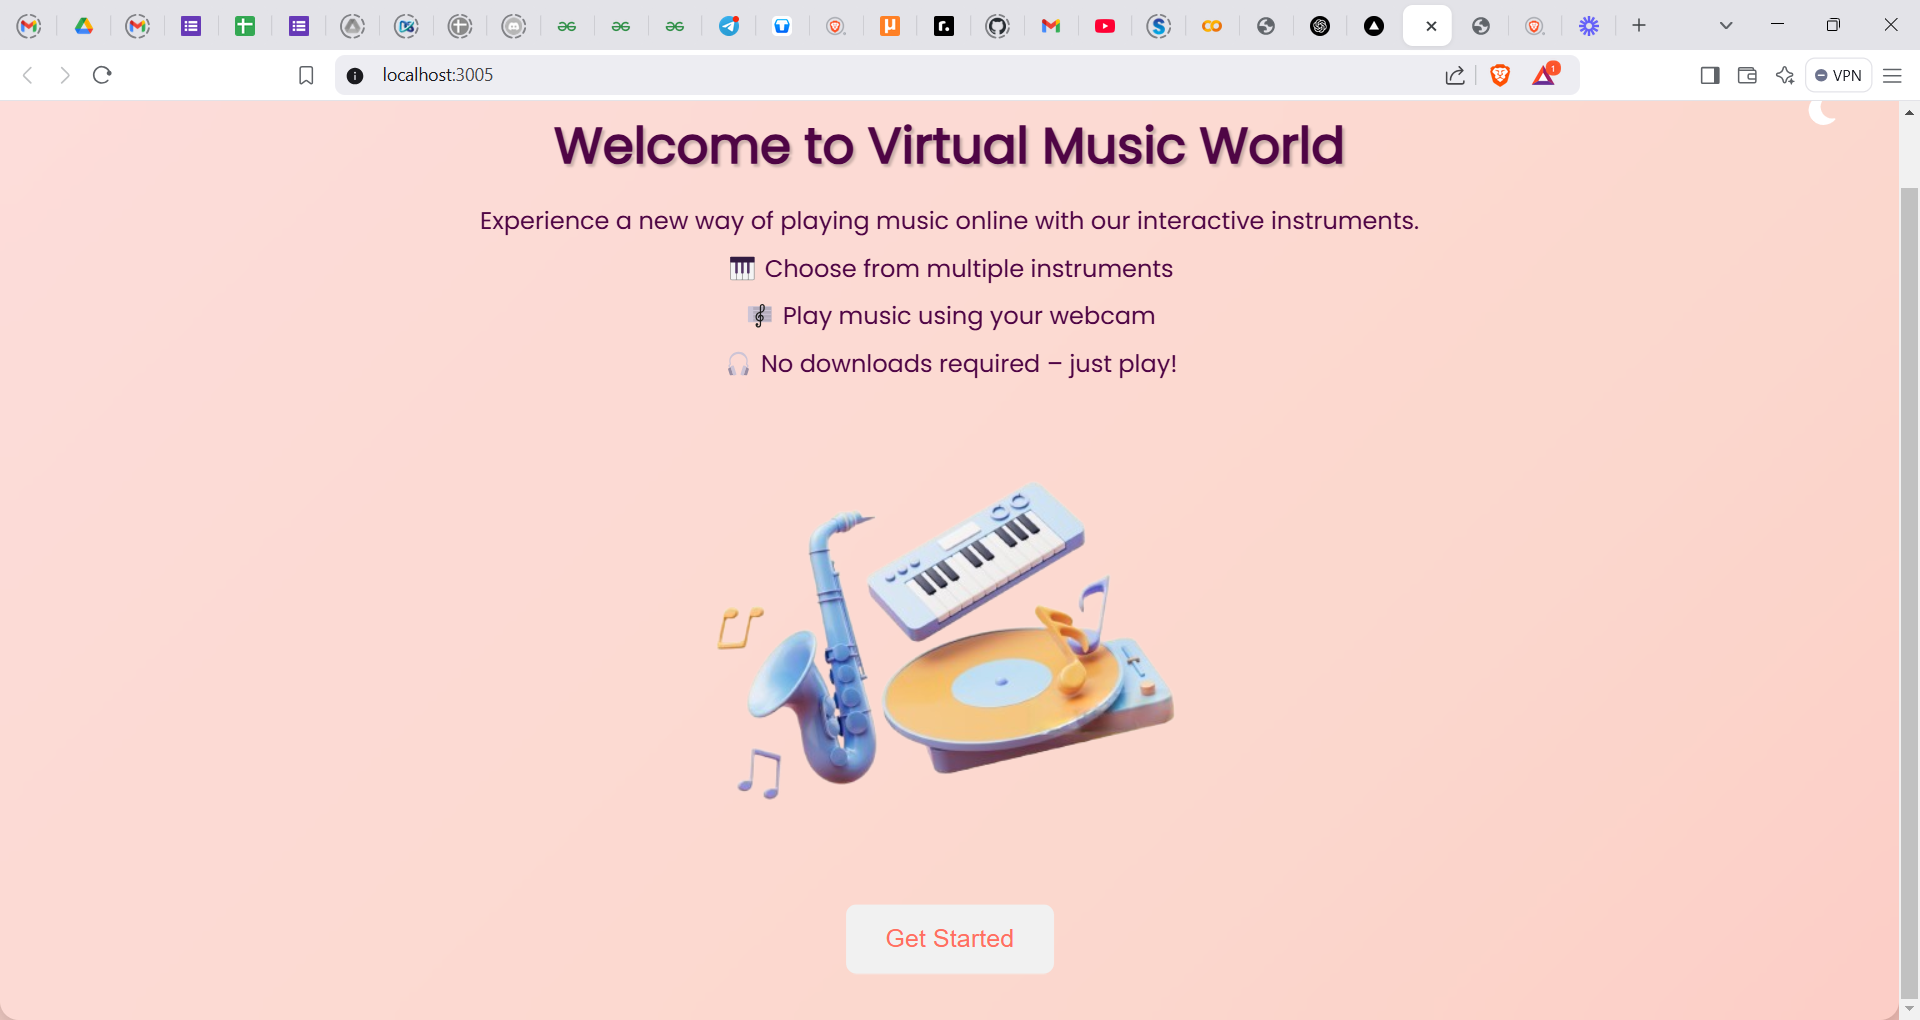 localhost:3005
1
VPN
Welcome to Virtual Music World
Experience a new way of playing music online with our interactive instruments.
Choose from multiple instruments
Play music using your webcam
No downloads required – just play!
Get Started